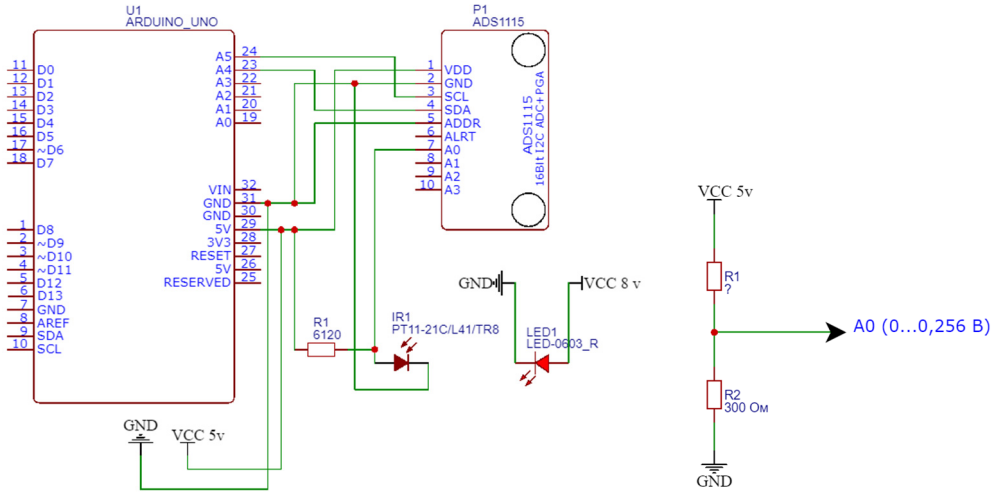 U1
ARDUINO_UNO
11 D0
12 D1
13 D2
14 D3
15 D4
16 D5
17 ~D6
18 D7
1 D8
2 ~D9
3 ~D10
4 ~D11
5 D12
6 D13
7 GND
8 AREF
9 SDA
10 SCL
A5 24
A4 23
A3 22
A2 21
A1 20
A0 19
VIN 32
GND 31
GND 30
5V 29
3V3 28
RESET 27
5V 26
RESERVED 25
P1
ADS1115
1 VDD
2 GND
3 SCL
4 SDA
5 ADDR
6 ALRT
7 A0
8 A1
9 A2
10 A3
ADS1115
16Bit I2C ADC+PGA
R1
6120
IR1
PT11-21C/L41/TR8
GND
VCC 8 v
LED1
LED-0603_R
GND
VCC 5v
VCC 5v
R1
?
A0 (0...0,256 В)
R2
300 Ом
GND